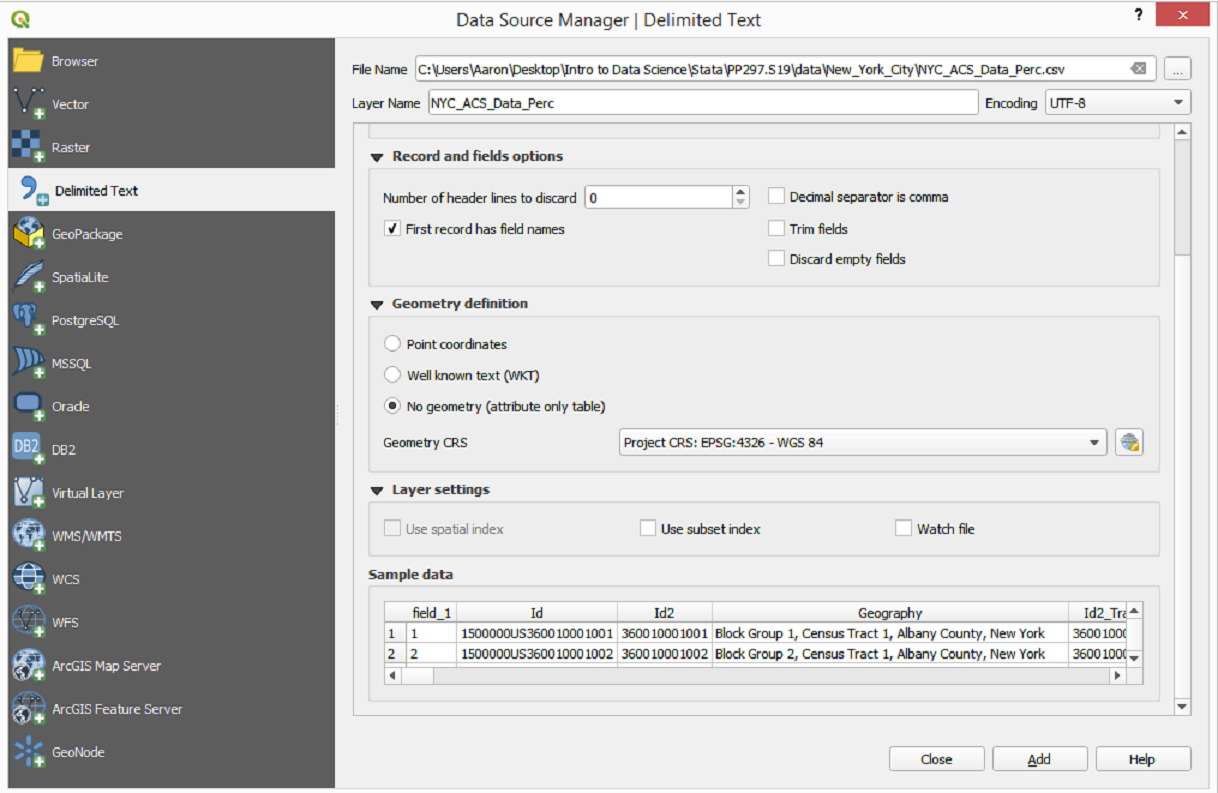 Data Source Manager | Delimited Text
?
Browser
Vector
Raster
Delimited Text
GeoPackage
SpatiaLite
PostgreSQL
MSSQL
Oracle
DB2
DB2
Virtual Layer
WMS/WMTS
WCS
WFS
ArcGIS Map Server
ArcGIS Feature Server
GeoNode
File Name C:\Users\Aaron\Desktop\Intro to Data Science\Stata\PP297.S19\data\New_York_City\NYC_ACS_Data_Perc.csv ...
Layer Name NYC_ACS_Data_Perc Encoding UTF-8
Record and fields options
Number of header lines to discard 0 Decimal separator is comma
First record has field names Trim fields
Discard empty fields
Geometry definition
Point coordinates
Well known text (WKT)
No geometry (attribute only table)
Geometry CRS Project CRS: EPSG:4326 - WGS 84
Layer settings
Use spatial index Use subset index Watch file
Sample data
field_1 Id Id2 Geography Id2_Tra
1 1 1500000US360010001001 360010001001 Block Group 1, Census Tract 1, Albany County, New York 3600100
2 2 1500000US360010001002 360010001002 Block Group 2, Census Tract 1, Albany County, New York 3600100
Close Add Help